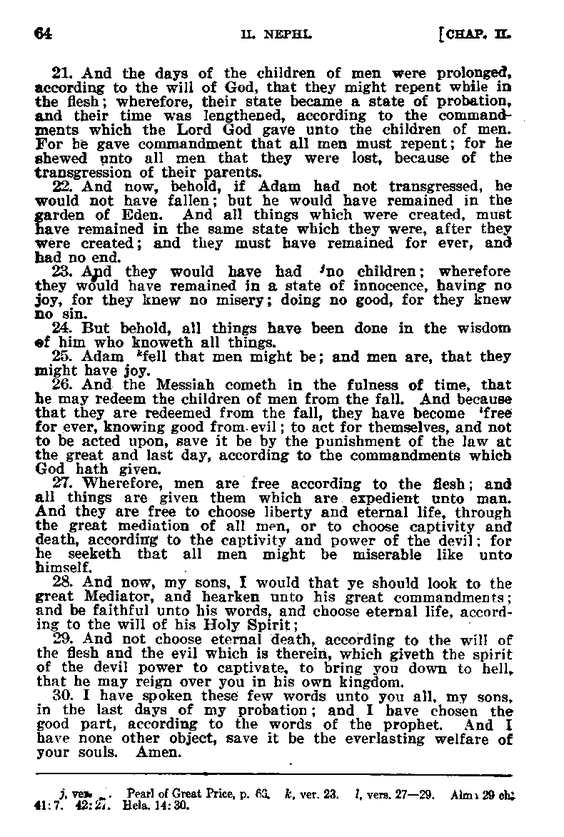 64 II. NEPHI. [CHAP. II.
21. And the days of the children of men were prolonged,
according to the will of God, that they might repent while in
the flesh; wherefore, their state became a state of probation,
and their time was lengthened, according to the command-
ments which the Lord God gave unto the children of men.
For he gave commandment that all men must repent; for he
shewed unto all men that they were lost, because of the
transgression of their parents.
22. And now, behold, if Adam had not transgressed, he
would not have fallen; but he would have remained in the
garden of Eden. And all things which were created, must
have remained in the same state which they were, after they
were created; and they must have remained for ever, and
had no end.
23. And they would have had ʲno children; wherefore
they would have remained in a state of innocence, having no
joy, for they knew no misery; doing no good, for they knew
no sin.
24. But behold, all things have been done in the wisdom
of him who knoweth all things.
25. Adam ᵏfell that men might be; and men are, that they
might have joy.
26. And the Messiah cometh in the fulness of time, that
he may redeem the children of men from the fall. And because
that they are redeemed from the fall, they have become ˡfree
for ever, knowing good from evil; to act for themselves, and not
to be acted upon, save it be by the punishment of the law at
the great and last day, according to the commandments which
God hath given.
27. Wherefore, men are free according to the flesh; and
all things are given them which are expedient unto man.
And they are free to choose liberty and eternal life, through
the great mediation of all men, or to choose captivity and
death, according to the captivity and power of the devil: for
he seeketh that all men might be miserable like unto
himself.
28. And now, my sons, I would that ye should look to the
great Mediator, and hearken unto his great commandments;
and be faithful unto his words, and choose eternal life, accord-
ing to the will of his Holy Spirit;
29. And not choose eternal death, according to the will of
the flesh and the evil which is therein, which giveth the spirit
of the devil power to captivate, to bring you down to hell,
that he may reign over you in his own kingdom.
30. I have spoken these few words unto you all, my sons,
in the last days of my probation; and I have chosen the
good part, according to the words of the prophet. And I
have none other object, save it be the everlasting welfare of
your souls. Amen.
j, Pearl of Great Price, p. 63. k, ver. 23. l, vers. 27—29. 29 ch;
41:7. 42:27. Hela. 14:30.